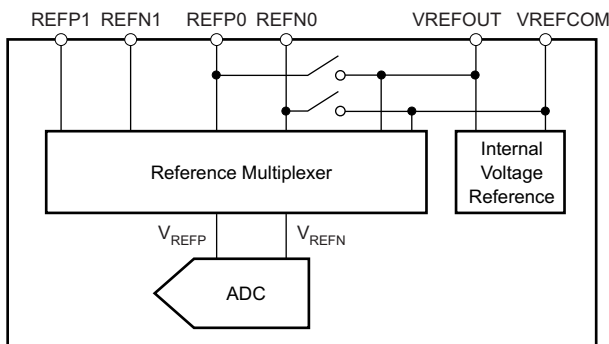 REFP1 REFN1 REFP0 REFN0 VREFOUT VREFCOM
Reference Multiplexer
Internal
Voltage
Reference
VREFP VREFN
ADC